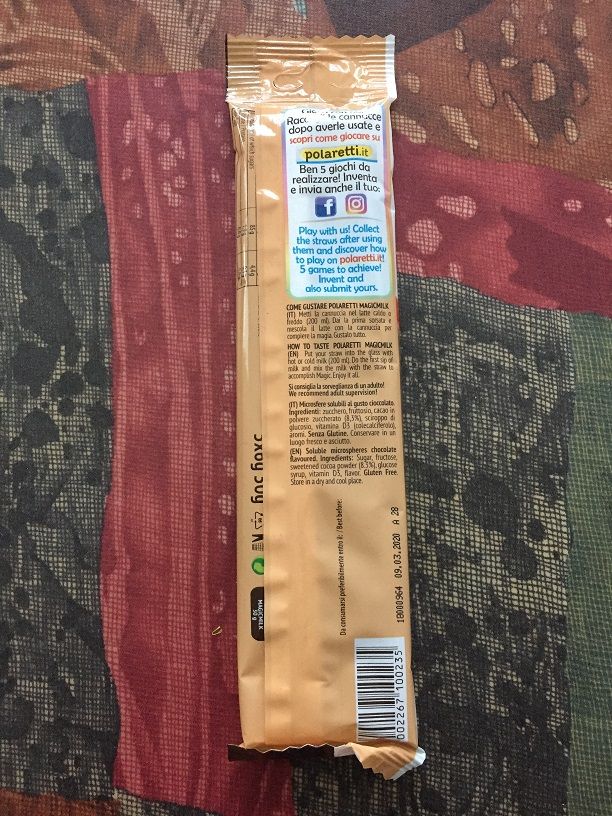 dopo averle usate e
scopri come giocare su
polaretti.it
Ben 5 giochi da
realizzare! Inventa
e invia anche il tuo:
Play with us! Collect
the straws after using
them and discover how
to play on polaretti.it!
5 games to achieve!
Invent and
also submit yours.
COME GUSTARE POLARETTI MAGICMILK
(IT) Metti la cannuccia nel latte caldo o
freddo (200 ml). Dai la prima sorsata e
mescola il latte con la cannuccia per
compiere la magia. Gustalo tutto.
HOW TO TASTE POLARETTI MAGICMILK
(EN) Put your straw into the glass with
hot or cold milk (200 ml). Do the first sip of
milk and mix the milk with the straw to
accomplish Magic. Enjoy it all.
Si consiglia la sorveglianza di un adulto!
We recommend adult supervision!
(IT) Microsfere solubili al gusto cioccolato.
Ingredienti: zucchero, fruttosio, cacao in
polvere zuccherato (8,3%), sciroppo di
glucosio, vitamina D3 (colecalciferolo),
aromi. Senza Glutine. Conservare in un
luogo fresco e asciutto.
(EN) Soluble microspheres chocolate
flavoured. Ingredients: Sugar, fructose,
sweetened cocoa powder (8.3%), glucose
syrup, vitamin D3, flavor. Gluten Free.
Store in a dry and cool place.
5x6g 30g
MAGICMILK
30 g
Da consumarsi preferibilmente entro il: / Best before:
18000964 09.03.2020 A 28
002267 100235